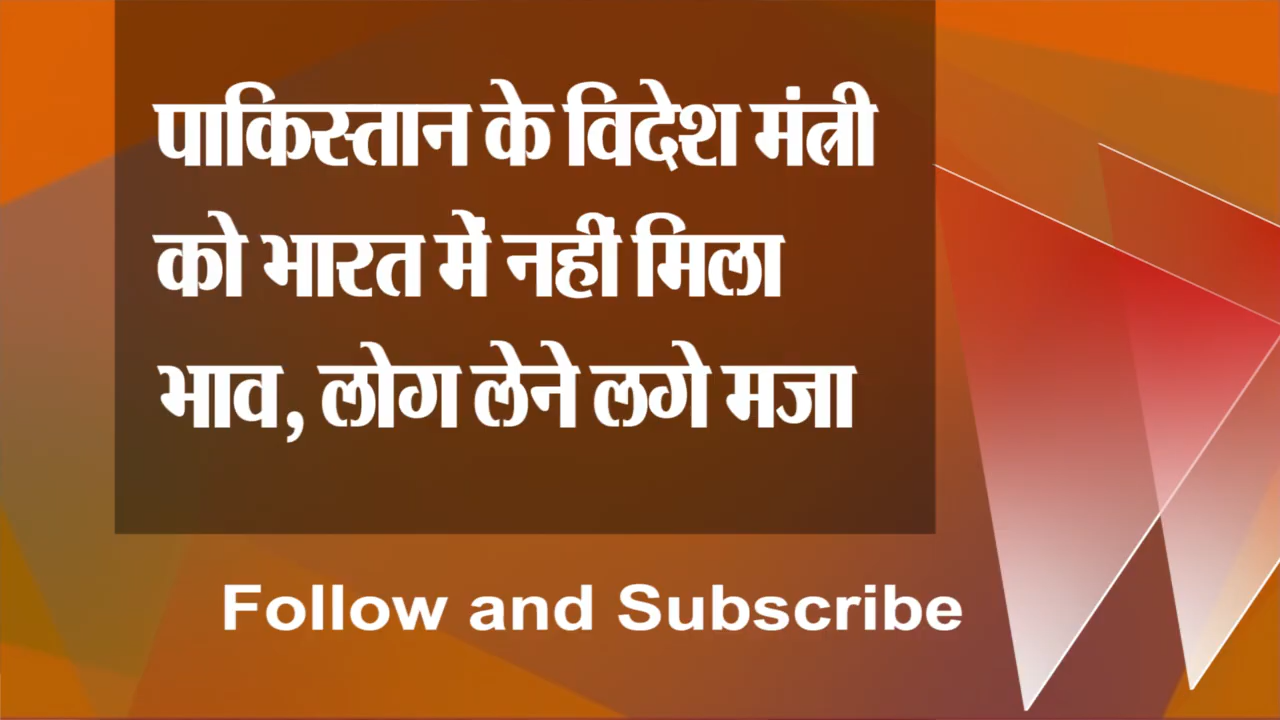 पाकिस्तान के विदेश मंत्री
को भारत में नहीं मिला
भाव, लोग लेने लगे मजा
Follow and Subscribe